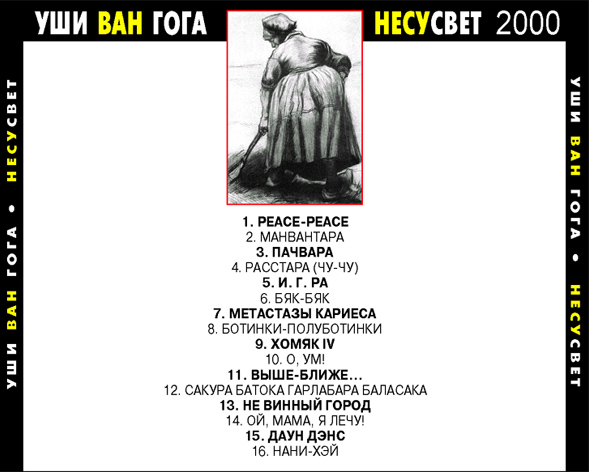 УШИ ВАН ГОГА
НЕСУСВЕТ 2000
УШИ ВАН ГОГА • НЕСУСВЕТ
1. PEACE-PEACE
2. МАНВАНТАРА
3. ПАЧВАРА
4. РАССТАРА (ЧУ-ЧУ)
5. И. Г. РА
6. БЯК-БЯК
7. МЕТАСТАЗЫ КАРИЕСА
8. БОТИНКИ-ПОЛУБОТИНКИ
9. ХОМЯК IV
10. О, УМ!
11. ВЫШЕ-БЛИЖЕ...
12. САКУРА БАТОКА ГАРЛАБАРА БАЛАСАКА
13. НЕ ВИННЫЙ ГОРОД
14. ОЙ, МАМА, Я ЛЕЧУ!
15. ДАУН ДЭНС
16. НАНИ-ХЭЙ
УШИ ВАН ГОГА • НЕСУСВЕТ